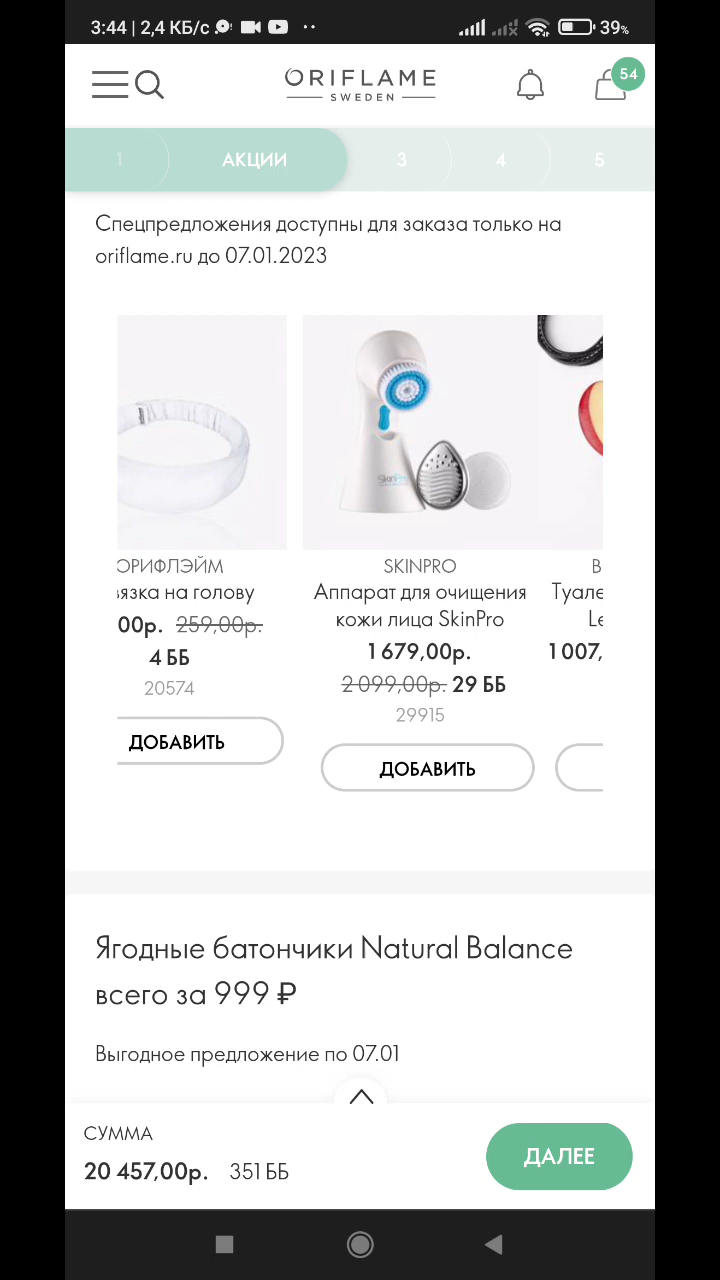 3:44 | 2,4 КБ/с
39%
ORIFLAME
SWEDEN
54
1
АКЦИИ
3
4
5
Спецпредложения доступны для заказа только на
oriflame.ru до 07.01.2023
SkinPro
ОРИФЛЭЙМ
вязка на голову
00р. 259,00р.
4 ББ
20574
ДОБАВИТЬ
SKINPRO
Аппарат для очищения
кожи лица SkinPro
1 679,00р.
2 099,00р. 29 ББ
29915
ДОБАВИТЬ
B
Туале
Le
1 007,
Ягодные батончики Natural Balance
всего за 999 ₽
Выгодное предложение по 07.01
СУММА
20 457,00р. 351 ББ
ДАЛЕЕ